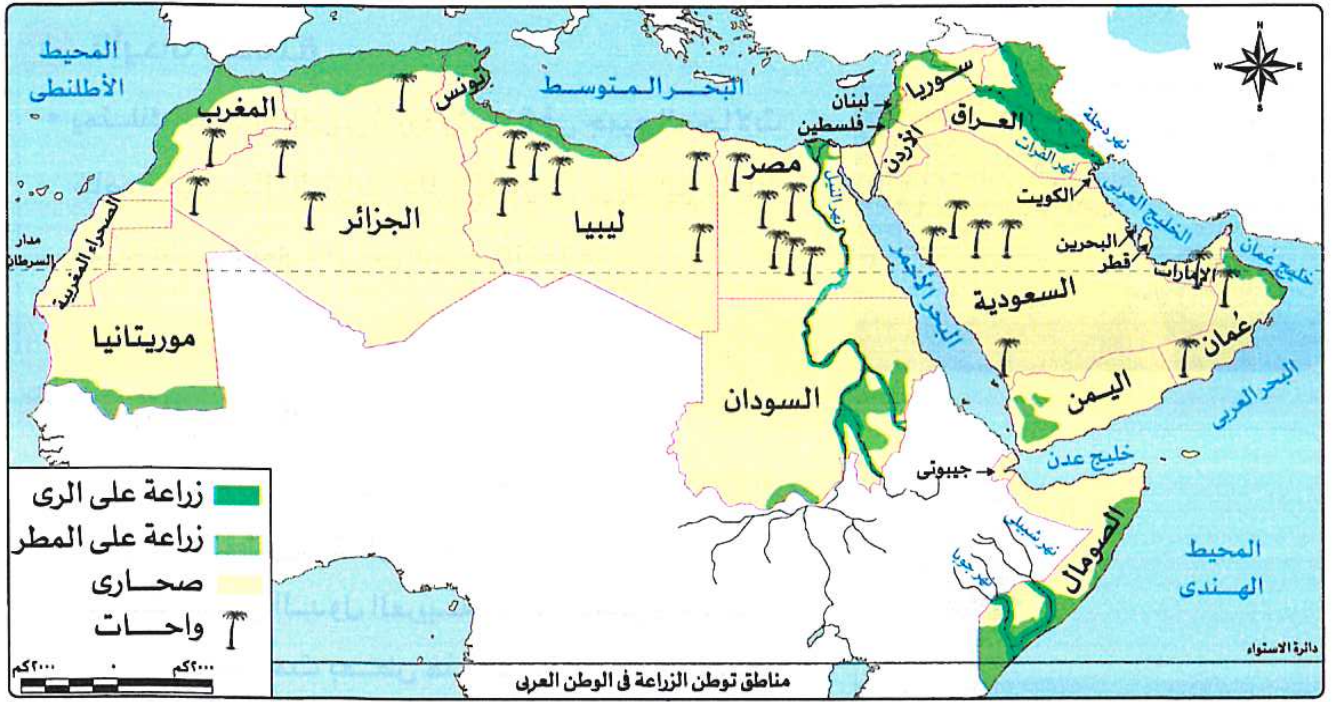 المحيط
الأطلنطى
البحر المتوسط
N
W
E
S
المغرب
تونس
الجزائر
ليبيا
مصر
نهر النيل
سوريا
لبنان
فلسطين
الأردن
العراق
نهر دجلة
نهر الفرات
الكويت
الخليج العربى
البحرين
قطر
الإمارات
خليج عمان
السعودية
عُمان
اليمن
البحر الأحمر
البحر العربى
خليج عدن
مدار
السرطان
الصحراء المغربية
موريتانيا
السودان
جيبوتى
الصومال
نهر شبيلى
نهر جوبا
المحيط
الهندى
دائرة الاستواء
زراعة على الرى
زراعة على المطر
صحارى
واحات
٢٠٠٠كم ٠ ٢٠٠٠كم
مناطق توطن الزراعة فى الوطن العربى